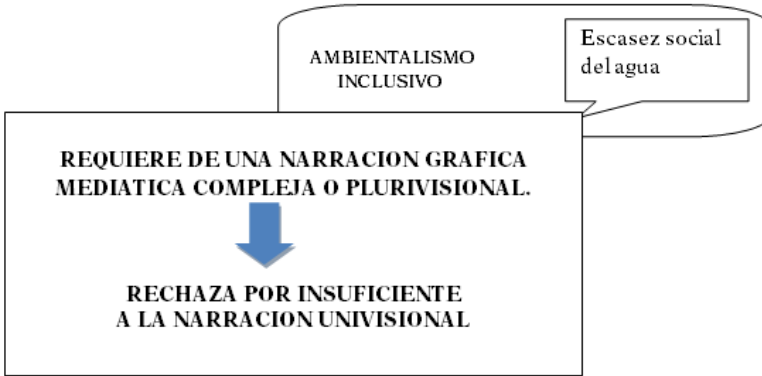 AMBIENTALISMO
INCLUSIVO
Escasez social
del agua
REQUIERE DE UNA NARRACION GRAFICA
MEDIATICA COMPLEJA O PLURIVISIONAL.
RECHAZA POR INSUFICIENTE
A LA NARRACION UNIVISIONAL